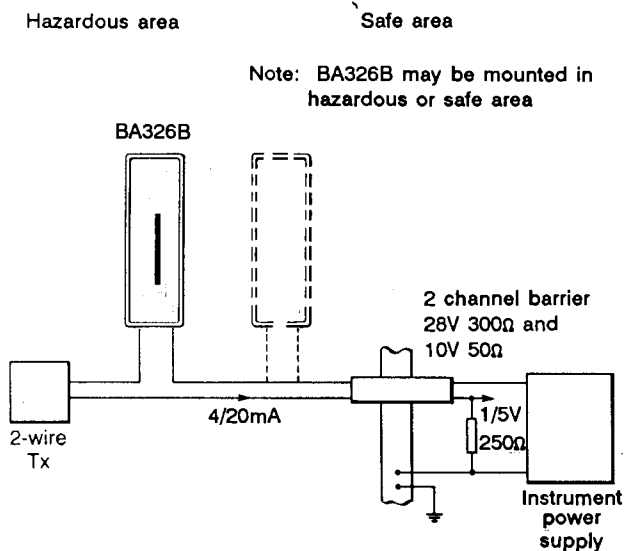 Hazardous area
Safe area
Note: BA326B may be mounted in
hazardous or safe area
BA326B
2 channel barrier
28V 300Ω and
10V 50Ω
4/20mA
1/5V
250Ω
2-wire
Tx
Instrument
power
supply